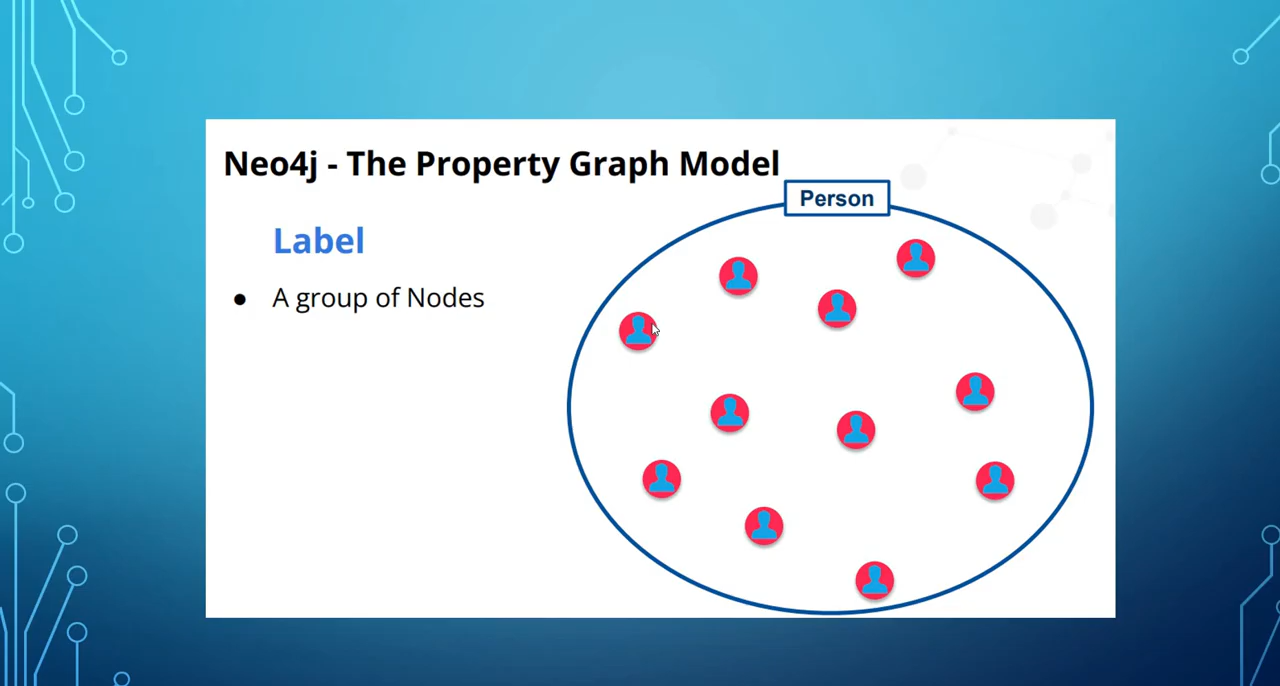 Neo4j - The Property Graph Model
Person
Label
● A group of Nodes